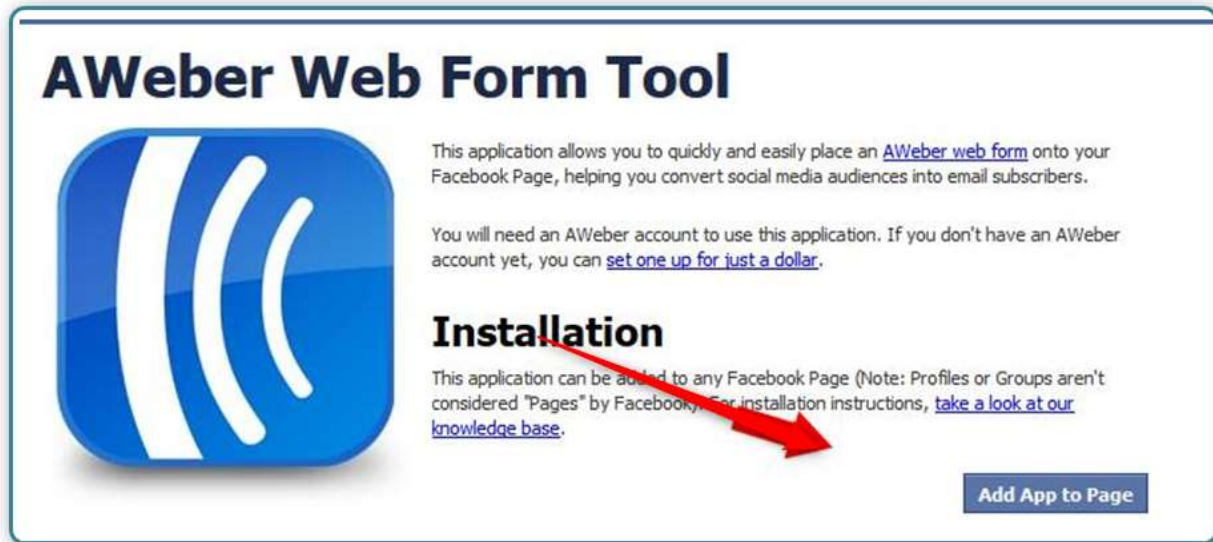 AWeber Web Form Tool
This application allows you to quickly and easily place an AWeber web form onto your
Facebook Page, helping you convert social media audiences into email subscribers.
You will need an AWeber account to use this application. If you don't have an AWeber
account yet, you can set one up for just a dollar.
Installation
This application can be added to any Facebook Page (Note: Profiles or Groups aren't
considered "Pages" by Facebook). For installation instructions, take a look at our
knowledge base.
Add App to Page